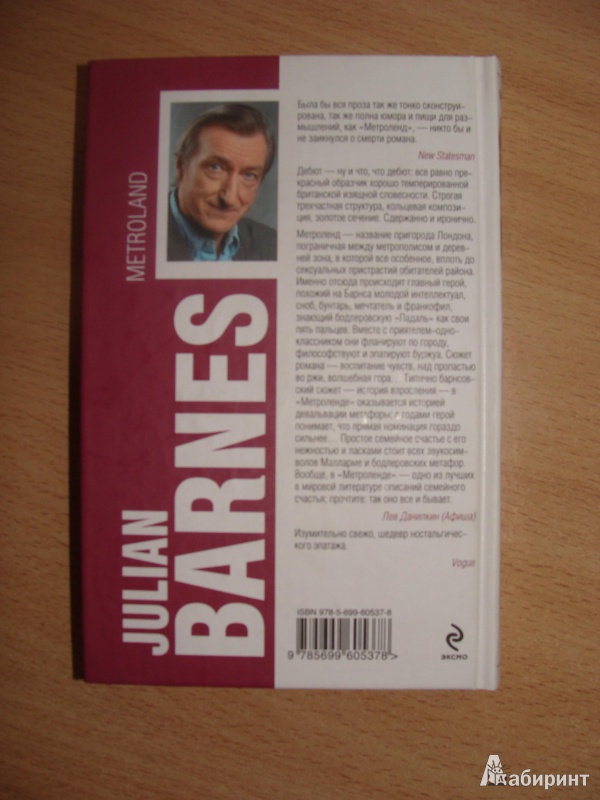 METROLAND
JULIAN
BARNES
Была бы вся проза так же тонко сконструи-
рована, так же полна юмора и пищи для раз-
мышлений, как «Метроленд», — никто бы и
не заикнулся о смерти романа.
New Statesman
Дебют — ну и что, что дебют: все равно пре-
красный образчик хорошо темперированной
британской изящной словесности. Строгая
трехчастная структура, кольцевая компози-
ция, золотое сечение. Сдержанно и иронично.
Метроленд — название пригорода Лондона,
пограничная между метрополисом и дерев-
ней зона, в которой все особенное, вплоть до
сексуальных пристрастий обитателей района.
Именно отсюда происходит главный герой,
похожий на Барнса молодой интеллектуал,
сноб, бунтарь, мечтатель и франкофил,
знающий бодлеровскую «Падаль» как свои
пять пальцев. Вместе с приятелем-одно-
классником они фланируют по городу,
философствуют и эпатируют буржуа. Сюжет
романа — воспитание чувств, над пропастью
во ржи, волшебная гора... Типично барнсов-
ский сюжет — история взросления — в
«Метроленде» оказывается историей
девальвации метафоры: с годами герой
понимает, что прямая номинация гораздо
сильнее... Простое семейное счастье с его
нежностью и ласками стоит всех звукосим-
волов Малларме и бодлеровских метафор.
Вообще, в «Метроленде» — одно из лучших
в мировой литературе описаний семейного
счастья; прочтите: так оно все и бывает.
Лев Данилкин (Афиша)
Изумительно свежо, шедевр ностальгичес-
кого эпатажа.
Vogue
ISBN 978-5-699-60537-8
9 785699 605378>
ЭКСМО
Лабиринт